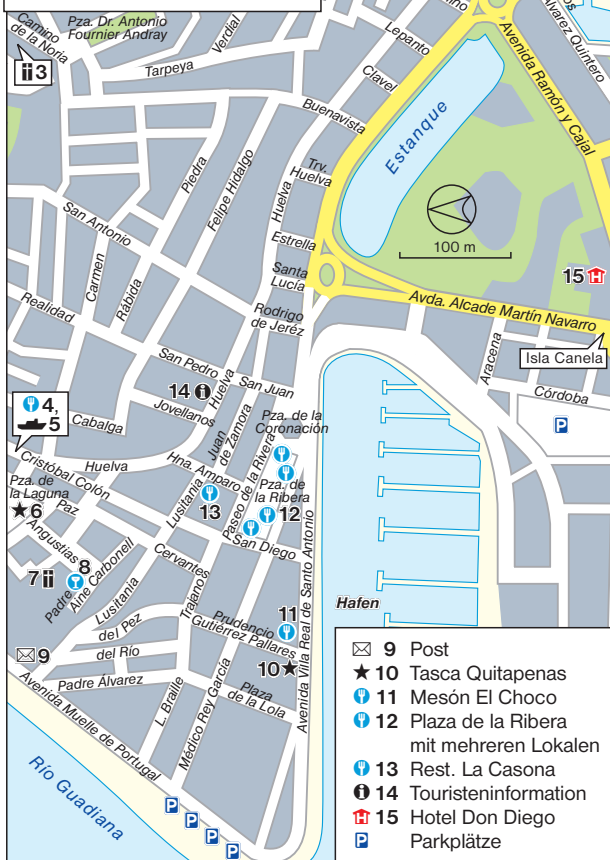 Pza. Dr. Antonio
Fournier Andray
Camino
de la Noria
3
Tarpeya
Verdial
Lepanto
Clavel
Buenavista
Avenida Ramón y Cajal
Alvarez Quintero
Estanque
Trv.
Huelva
Huelva
Piedra
Felipe Hidalgo
San Antonio
Carmen
Rábida
Estrella
Santa
Lucía
100 m
15
Avda. Alcade Martín Navarro
Isla Canela
Realidad
Rodrigo
de Jeréz
San Pedro
Huelva
San Juan
14
Jovellanos
Aracena
Córdoba
P
4,
5
Cabalga
Pza. de la
Coronación
Juan
de Zamora
Huelva
Hna. Amparo
Paseo de la Rivera
Cristóbal Colón
Pza. de
la Laguna
6
Paz
Lusitania
13
Pza. de
la Ribera
12
San Diego
Angustias
7
8
Padre
Aine Carbonell
Cervantes
Lusitania
Trajanos
Avenida Villa Real de Santo Antonio
Hafen
del Pez
Prudencio
Gutiérrez Pallares
11
9
del Río
10
Padre Álvarez
L. Braille
Médico Rey García
Plaza
de la Lola
Avenida Muelle de Portugal
Río Guadiana
P
P
P
P
9 Post
10 Tasca Quitapenas
11 Mesón El Choco
12 Plaza de la Ribera
mit mehreren Lokalen
13 Rest. La Casona
14 Touristeninformation
15 Hotel Don Diego
P Parkplätze